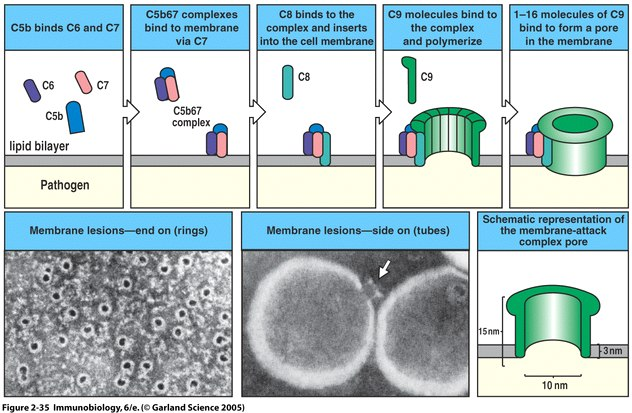 C5b binds C6 and C7
C5b67 complexes
bind to membrane
via C7
C8 binds to the
complex and inserts
into the cell membrane
C9 molecules bind to
the complex
and polymerize
1–16 molecules of C9
bind to form a pore
in the membrane
C6
C7
C5b
lipid bilayer
Pathogen
C5b67
complex
C8
C9
Membrane lesions—end on (rings)
Membrane lesions—side on (tubes)
Schematic representation of
the membrane-attack
complex pore
15nm
3nm
10 nm
Figure 2-35 Immunobiology, 6/e. (© Garland Science 2005)